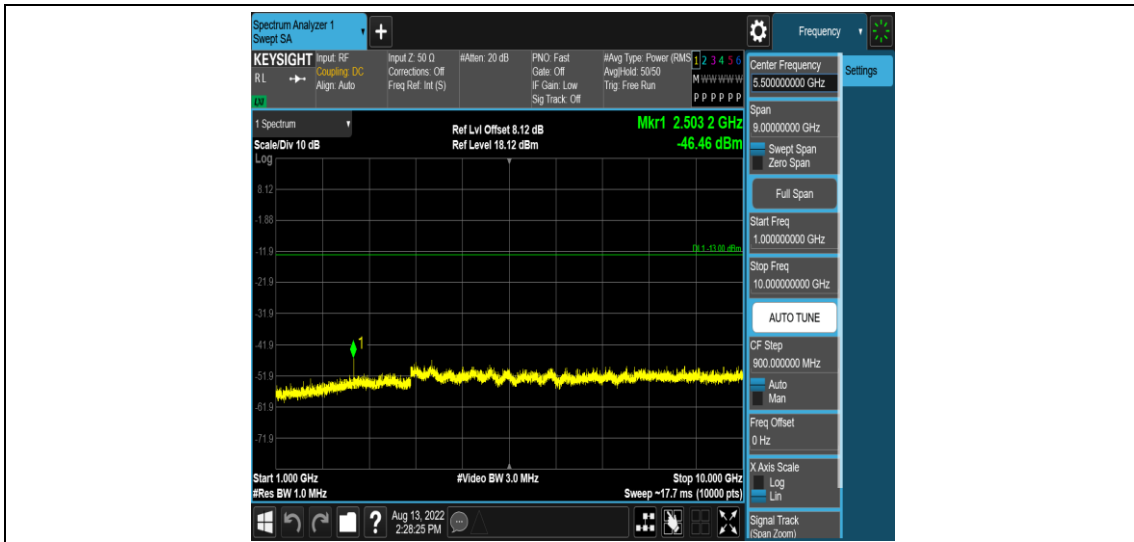 Spectrum Analyzer 1
Swept SA
+
Frequency
KEYSIGHT
RL
LM
Input: RF
Coupling: DC
Align: Auto
Input Z: 50 Ω
Corrections: Off
Freq Ref: Int (S)
#Atten: 20 dB
PNO: Fast
Gate: Off
IF Gain: Low
Sig Track: Off
#Avg Type: Power (RMS
Avg|Hold: 50/50
Trig: Free Run
1 2 3 4 5 6
M W W W W W
P P P P P P
1 Spectrum
Scale/Div 10 dB
Log
Ref Lvl Offset 8.12 dB
Ref Level 18.12 dBm
Mkr1 2.503 2 GHz
-46.46 dBm
8.12
-1.88
-11.9
DL1 -13.00 dBm
-21.9
-31.9
-41.9
1
-51.9
-61.9
-71.9
Start 1.000 GHz
#Res BW 1.0 MHz
#Video BW 3.0 MHz
Stop 10.000 GHz
Sweep ~17.7 ms (10000 pts)
?
Aug 13, 2022
2:28:25 PM
Center Frequency
5.500000000 GHz
Settings
Span
9.00000000 GHz
Swept Span
Zero Span
Full Span
Start Freq
1.000000000 GHz
Stop Freq
10.000000000 GHz
AUTO TUNE
CF Step
900.000000 MHz
Auto
Man
Freq Offset
0 Hz
X Axis Scale
Log
Lin
Signal Track
(Span Zoom)